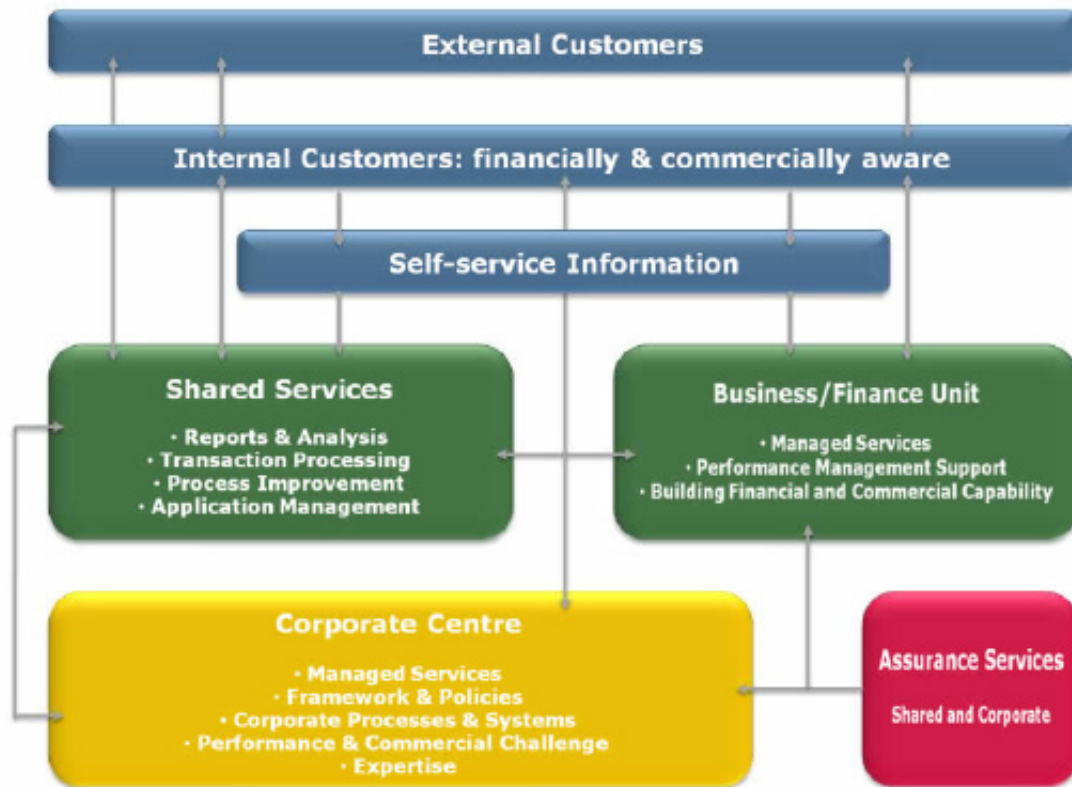 External Customers
Internal Customers: financially & commercially aware
Self-service Information
Shared Services
· Reports & Analysis
· Transaction Processing
· Process Improvement
· Application Management
Business/Finance Unit
· Managed Services
· Performance Management Support
· Building Financial and Commercial Capability
Corporate Centre
· Managed Services
· Framework & Policies
· Corporate Processes & Systems
· Performance & Commercial Challenge
· Expertise
Assurance Services
Shared and Corporate